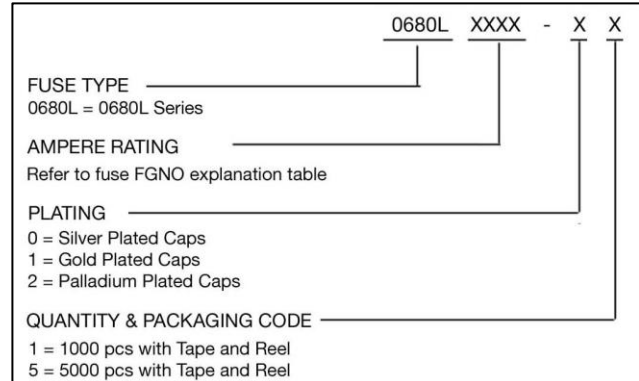 0680L XXXX - X X
FUSE TYPE
0680L = 0680L Series
AMPERE RATING
Refer to fuse FGNO explanation table
PLATING
0 = Silver Plated Caps
1 = Gold Plated Caps
2 = Palladium Plated Caps
QUANTITY & PACKAGING CODE
1 = 1000 pcs with Tape and Reel
5 = 5000 pcs with Tape and Reel